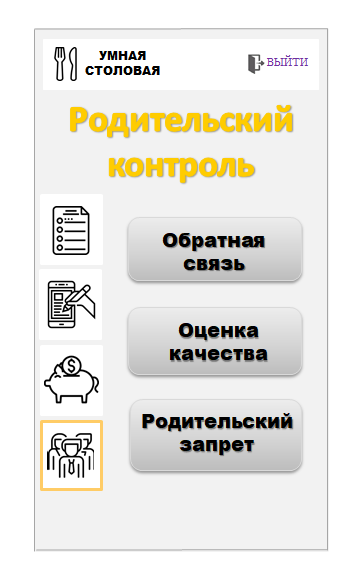 УМНАЯ
СТОЛОВАЯ
ВЫЙТИ
Родительский
контроль
$
Обратная
связь
Оценка
качества
Родительский
запрет